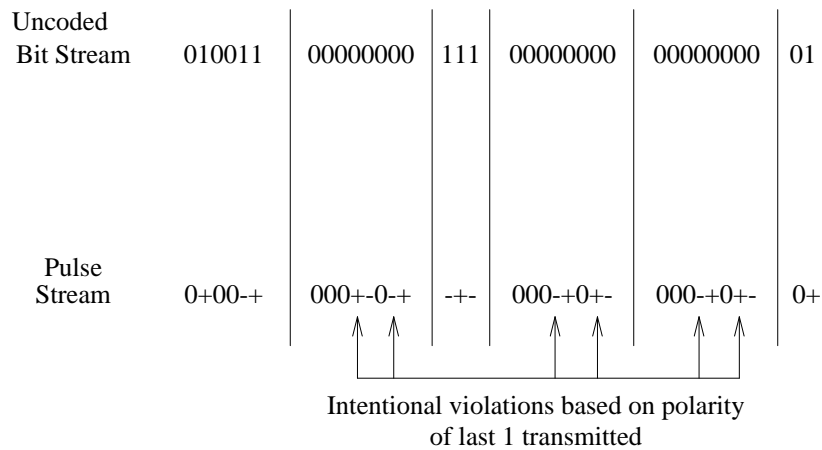 Uncoded
Bit Stream 010011 00000000 111 00000000 00000000 01
Pulse
Stream 0+00-+ 000+-0-+ -+- 000-+0+- 000-+0+- 0+
Intentional violations based on polarity
of last 1 transmitted